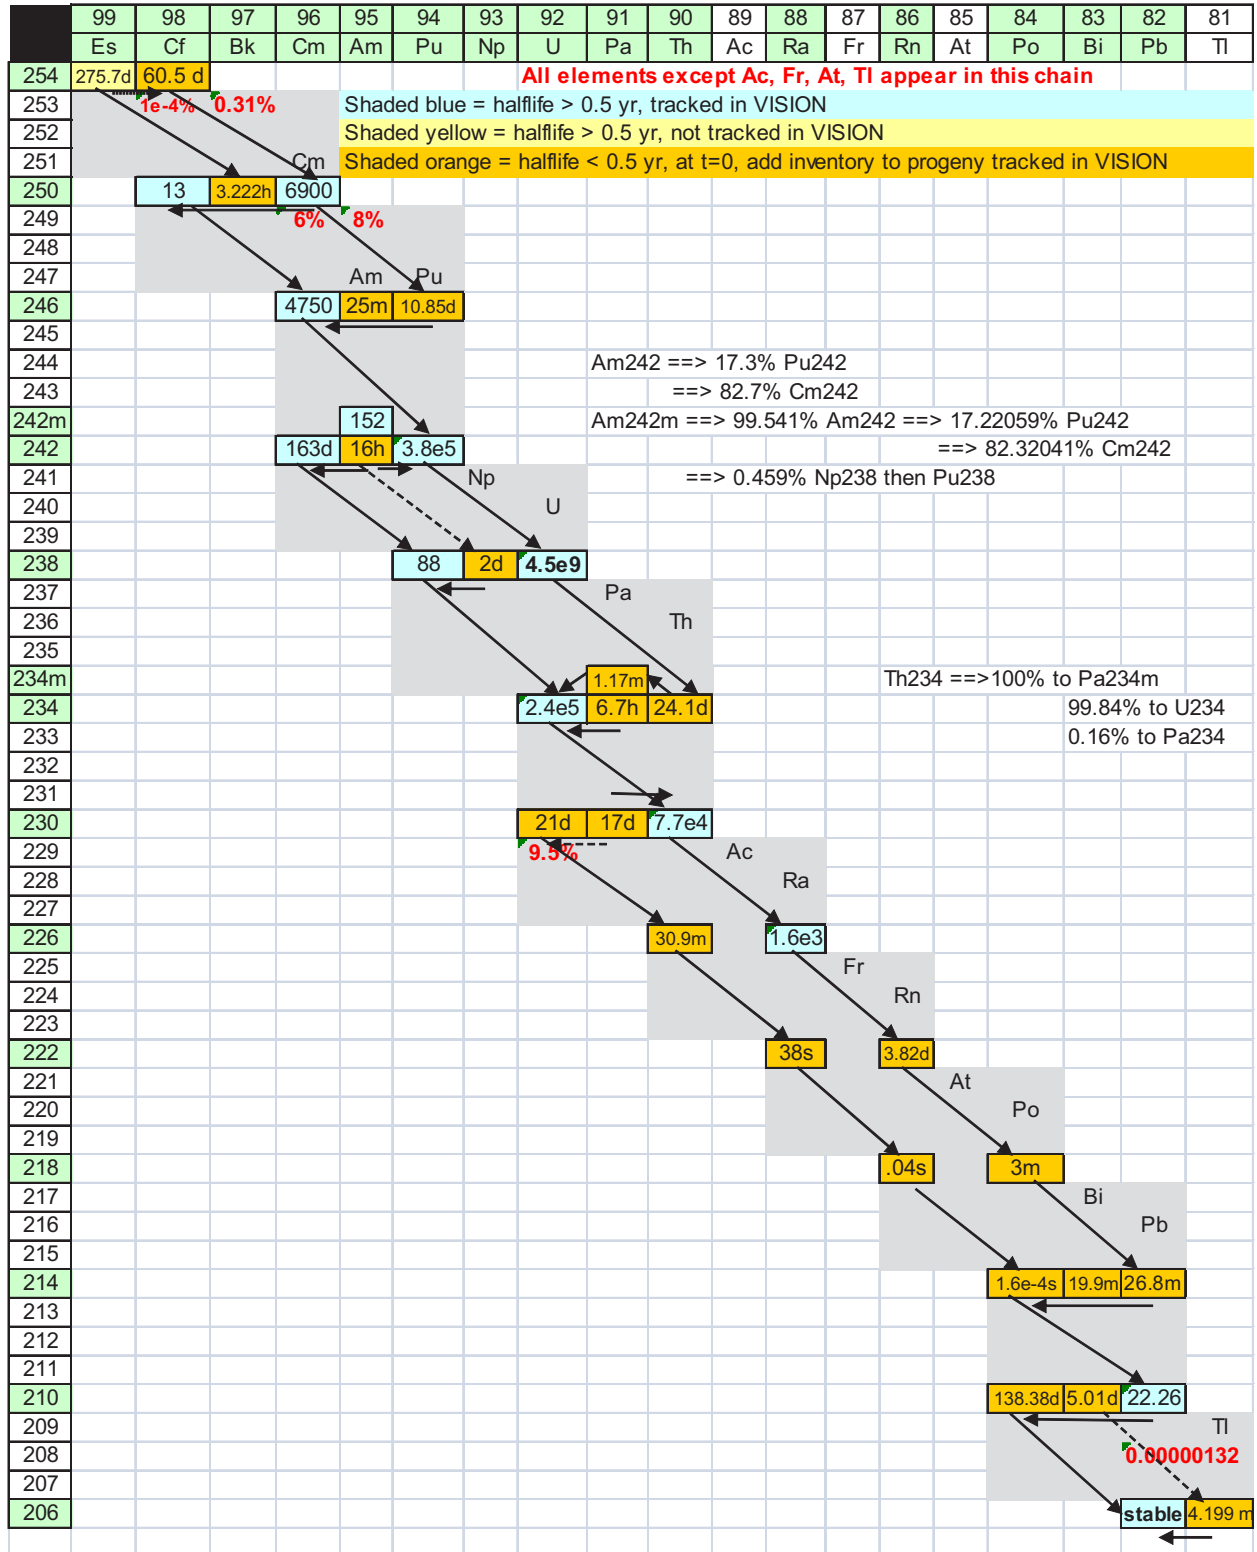 99 98 97 96 95 94 93 92 91 90 89 88 87 86 85 84 83 82 81
Es Cf Bk Cm Am Pu Np U Pa Th Ac Ra Fr Rn At Po Bi Pb Tl
254 275.7d 60.5 d All elements except Ac, Fr, At, Tl appear in this chain
253 1e-4% 0.31% Shaded blue = halflife > 0.5 yr, tracked in VISION
252 Shaded yellow = halflife > 0.5 yr, not tracked in VISION
251 Cm Shaded orange = halflife < 0.5 yr, at t=0, add inventory to progeny tracked in VISION
250 13 3.222h 6900
249 6% 8%
248
247 Am Pu
246 4750 25m 10.85d
245
244 Am242 ==> 17.3% Pu242
243 ==> 82.7% Cm242
242m 152 Am242m ==> 99.541% Am242 ==> 17.22059% Pu242
242 163d 16h 3.8e5 ==> 82.32041% Cm242
241 Np ==> 0.459% Np238 then Pu238
240 U
239
238 88 2d 4.5e9
237 Pa
236 Th
235
234m 1.17m Th234 ==>100% to Pa234m
234 2.4e5 6.7h 24.1d 99.84% to U234
233 0.16% to Pa234
232
231
230 21d 17d 7.7e4
229 9.5% Ac
228 Ra
227
226 30.9m 1.6e3
225 Fr
224 Rn
223
222 38s 3.82d
221 At
220 Po
219
218 .04s 3m
217 Bi
216 Pb
215
214 1.6e-4s 19.9m 26.8m
213
212
211
210 138.38d 5.01d 22.26
209 Tl
208 0.00000132
207
206 stable 4.199 m